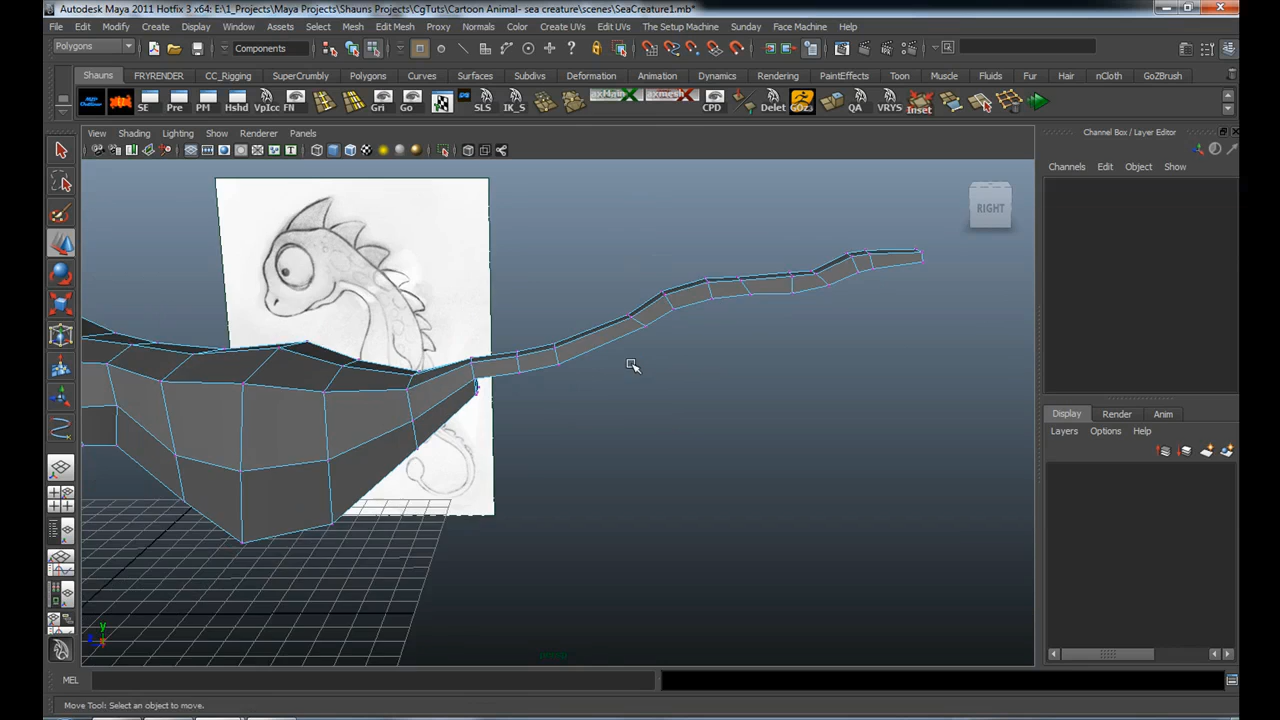 Autodesk Maya 2011 Hotfix 3 x64: E:\1_Projects\Maya Projects\Shauns Projects\CgTuts\Cartoon Animal- sea creature\scenes\SeaCreature1.mb*
File Edit Modify Create Display Window Assets Select Mesh Edit Mesh Proxy Normals Color Create UVs Edit UVs The Setup Machine Muscle Face Machine Help
Polygons Components
Shauns FRYRENDER CC_Rigging SuperCrumbly Polygons Curves Surfaces Subdivs Deformation Animation Dynamics Rendering PaintEffects Toon Muscle Fluids Fur Hair nCloth GoZBrush
SE Pre PM Hshd VpIcc FN Gri Go SLS IK_S CPD Delet GOz3 QA VRYS Inset
View Shading Lighting Show Renderer Panels
Channel Box / Layer Editor
Channels Edit Object Show
RIGHT
Display Render Anim
Layers Options Help
y
MEL
Move Tool: Select an object to move.